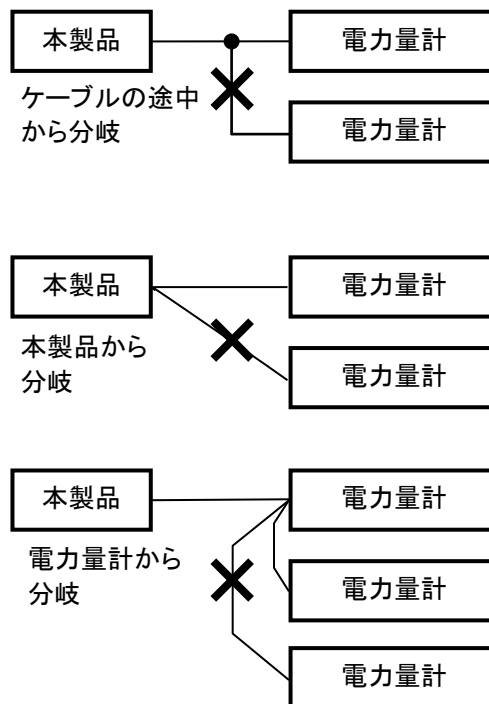 本製品
電力量計
ケーブルの途中
から分岐
電力量計
本製品
電力量計
本製品から
分岐
電力量計
本製品
電力量計
電力量計から
分岐
電力量計
電力量計